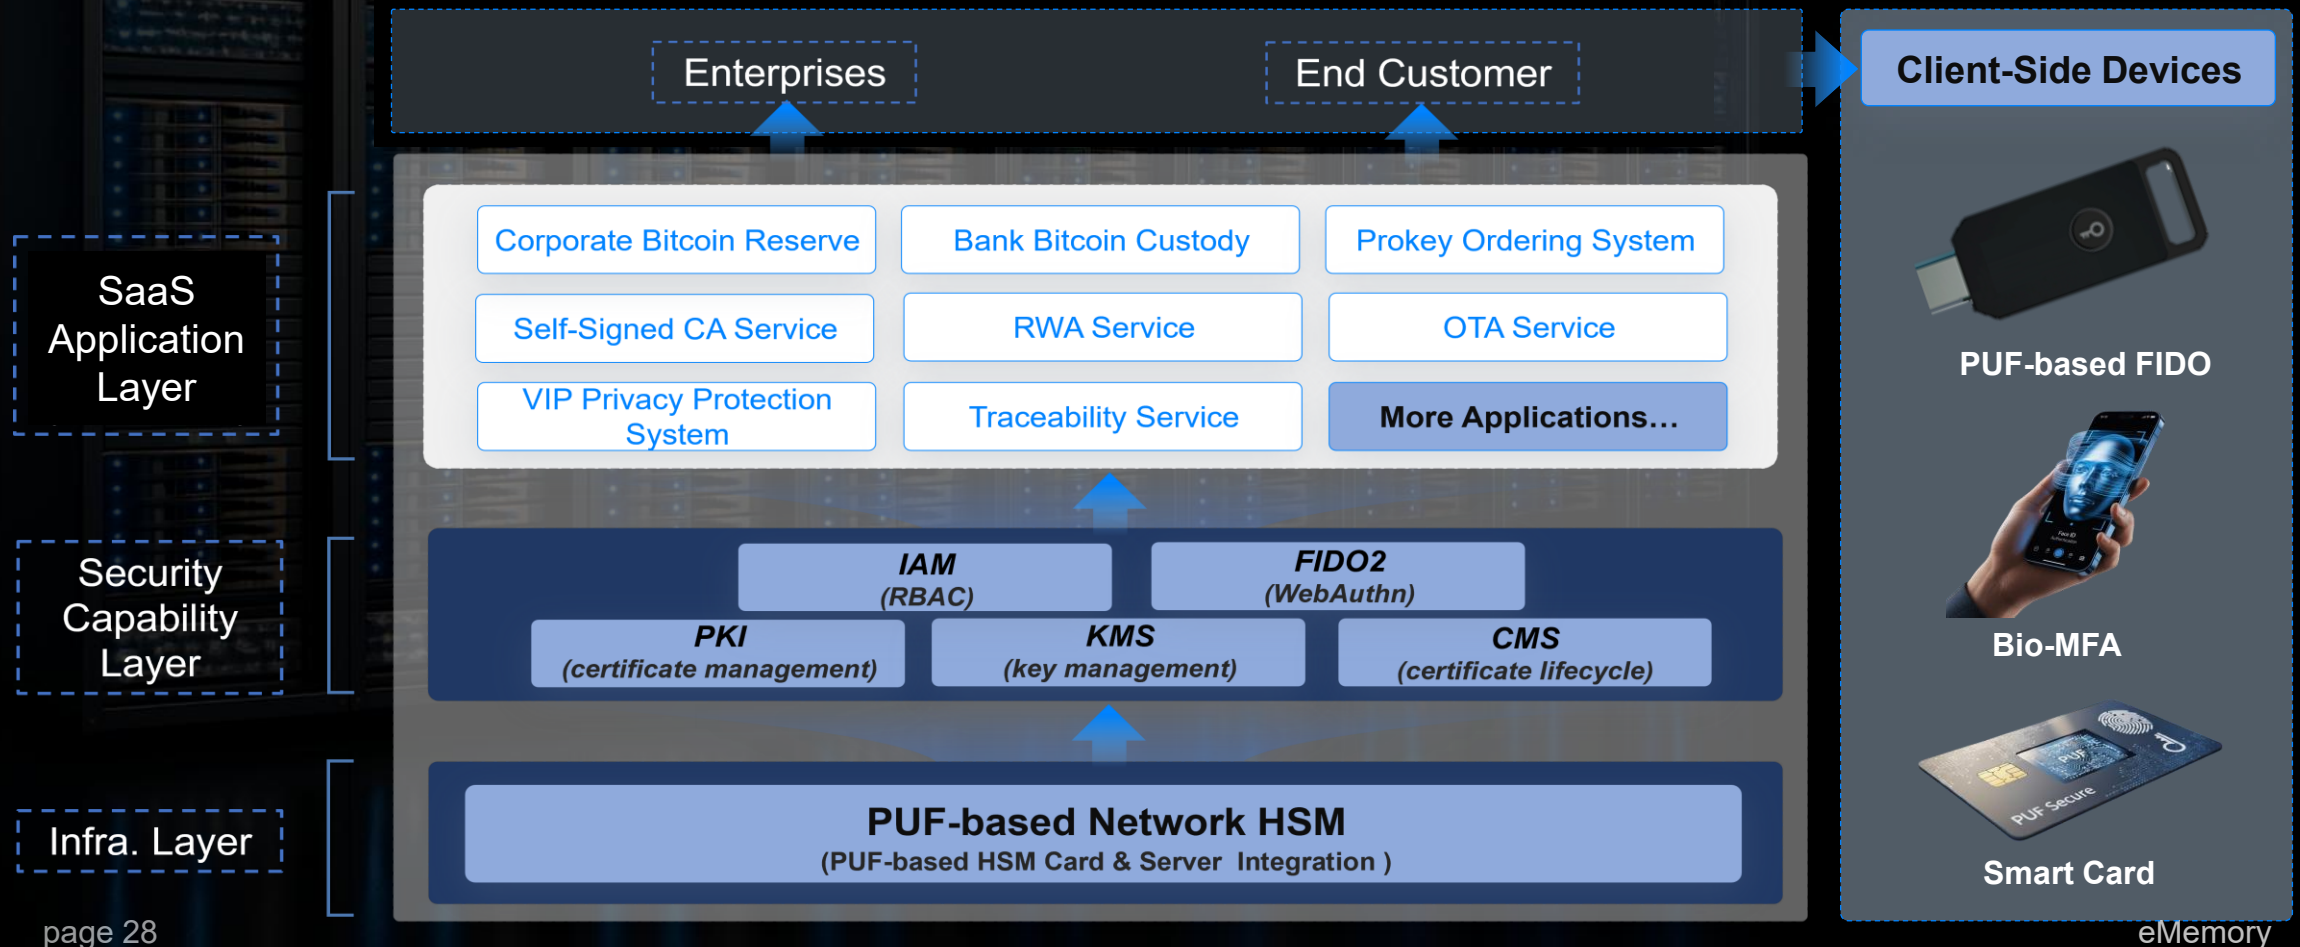 Enterprises
End Customer
Client-Side Devices
SaaS
Application
Layer
Corporate Bitcoin Reserve
Bank Bitcoin Custody
Prokey Ordering System
Self-Signed CA Service
RWA Service
OTA Service
VIP Privacy Protection
System
Traceability Service
More Applications...
Security
Capability
Layer
IAM
(RBAC)
FIDO2
(WebAuthn)
PKI
(certificate management)
KMS
(key management)
CMS
(certificate lifecycle)
Infra. Layer
PUF-based Network HSM
(PUF-based HSM Card & Server  Integration )
PUF-based FIDO
Face ID
Bio-MFA
PUF
PUF Secure
Smart Card
page 28
eMemory